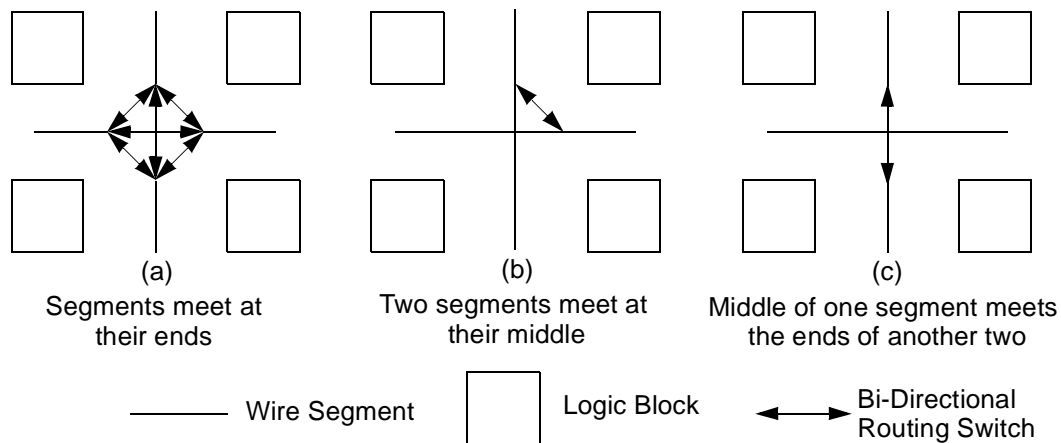 (a)
Segments meet at
their ends
(b)
Two segments meet at
their middle
(c)
Middle of one segment meets
the ends of another two
Wire Segment
Logic Block
Bi-Directional
Routing Switch